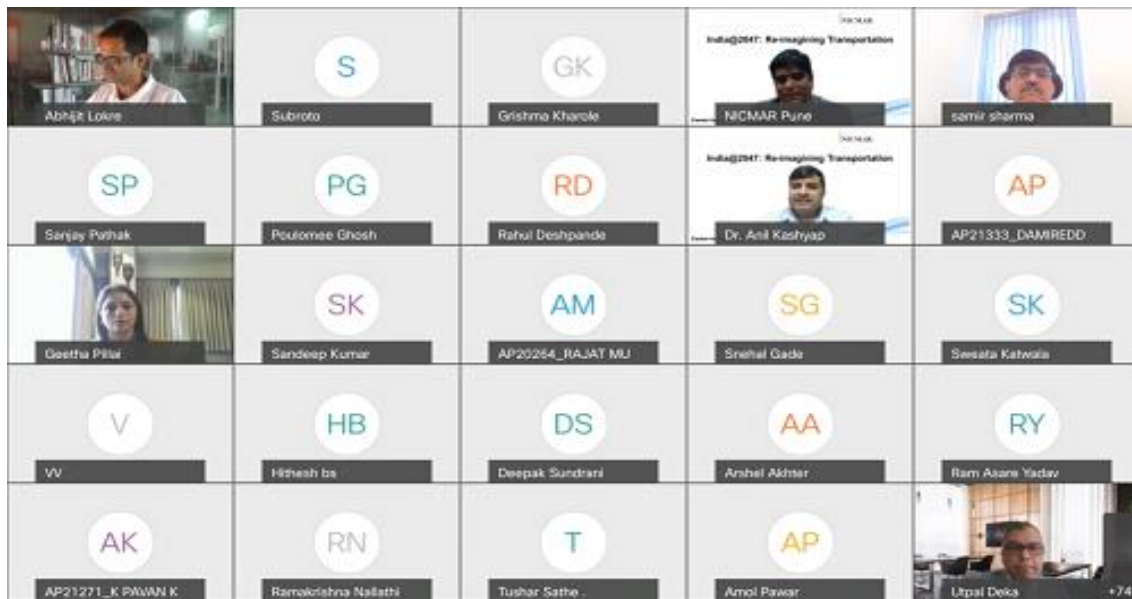 Abhijit Lokre
S
Subroto
GK
Grishma Kharole
NICMAR
India@2047: Re-imagining Transportation
NICMAR Pune
samir sharma
SP
Sanjay Pathak
PG
Poulomee Ghosh
RD
Rahul Deshpande
NICMAR
India@2047: Re-imagining Transportation
Dr. Anil Kashyap
AP
AP21333_DAMIREDD
Geetha Pillai
SK
Sandeep Kumar
AM
AP20264_RAJAT MU
SG
Snehal Gade
SK
Katwala
V
VV
HB
Hithesh bs
DS
Deepak Sundrani
AA
Arshel Akhter
RY
Ram Asare Yadav
AK
AP21271_K PAVAN K
RN
Ramakrishna Nallathi
T
Tushar Sathe .
AP
Amol Pawar
Utpal Deka
+74